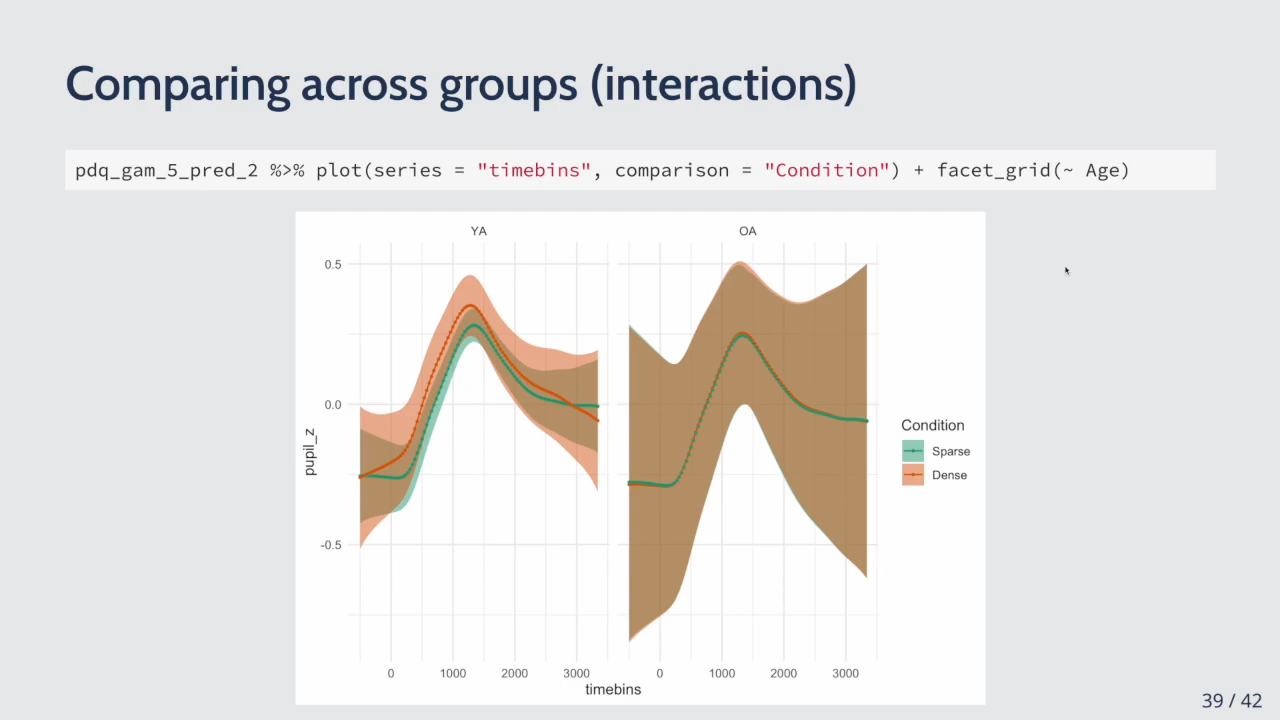 Comparing across groups (interactions)
pdq_gam_5_pred_2 %>% plot(series = "timebins", comparison = "Condition") + facet_grid(~ Age)
YA OA
0.5
0.0
-0.5
pupil_z
0 1000 2000 3000 0 1000 2000 3000
timebins
Condition
Sparse
Dense
39 / 42